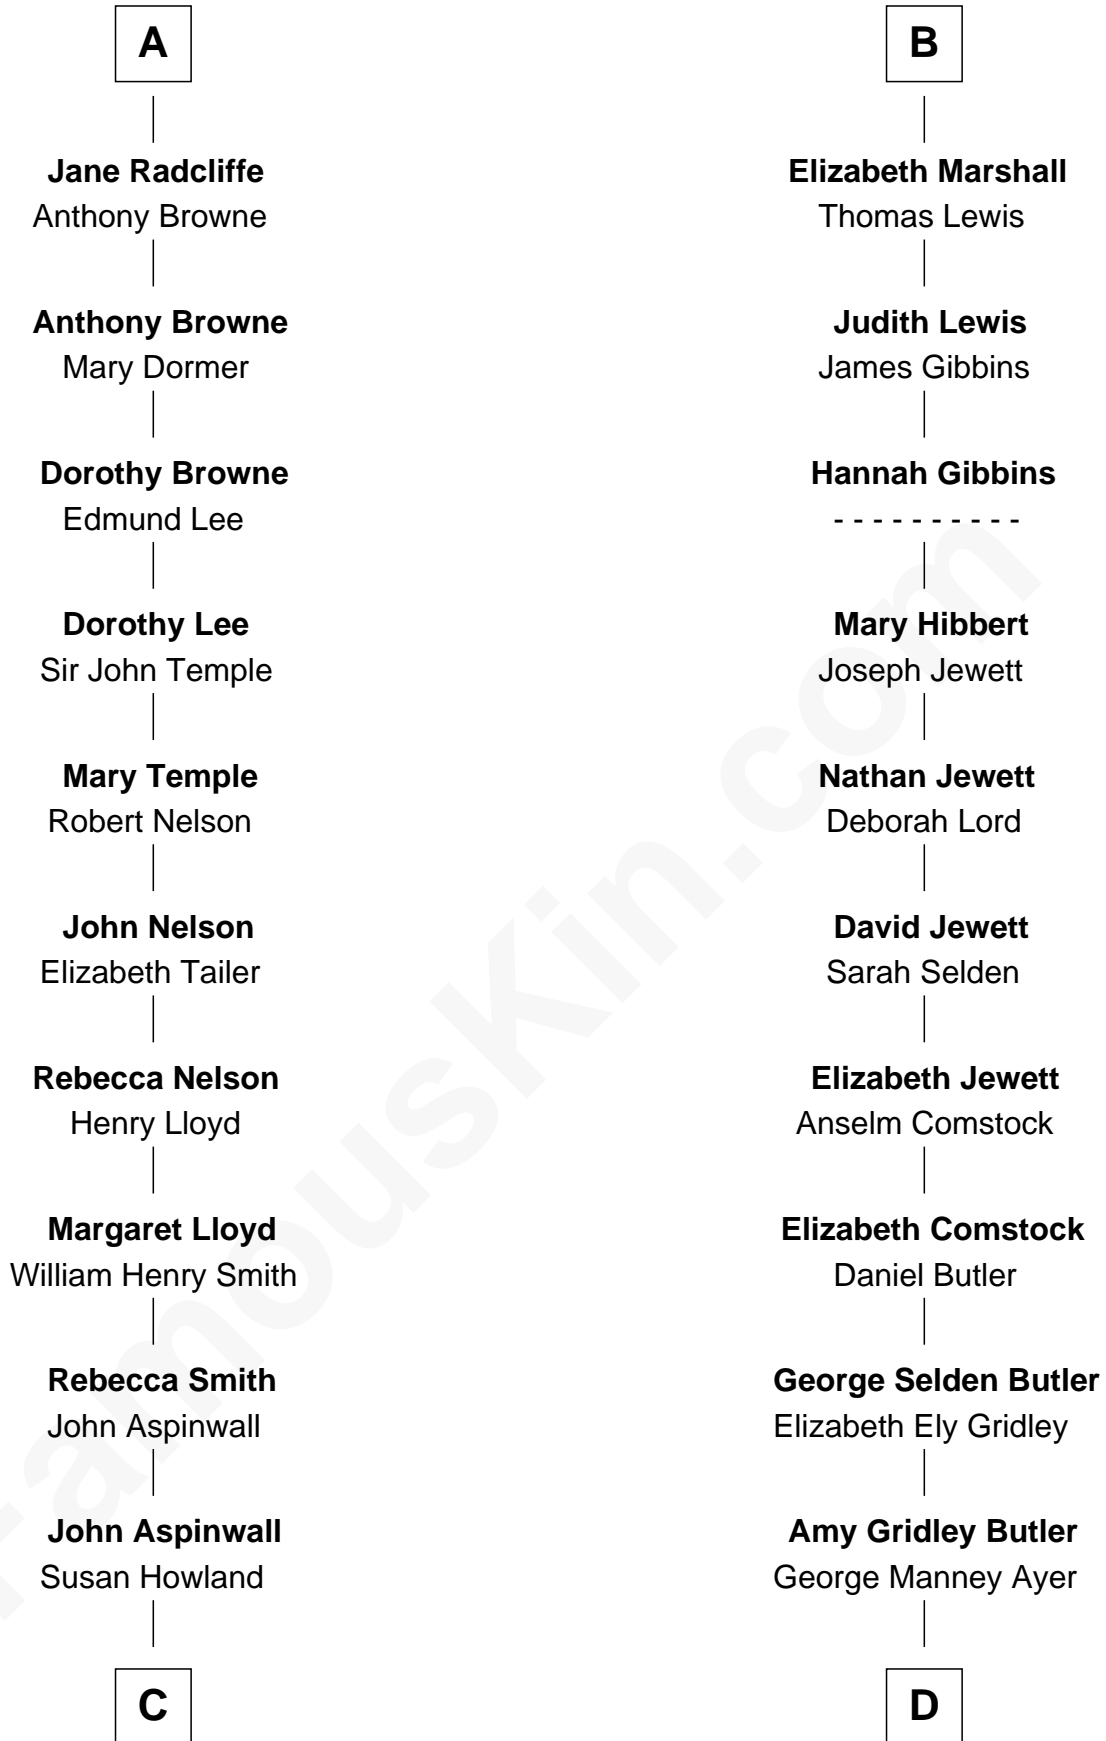 A
Jane Radcliffe
Anthony Browne
Anthony Browne
Mary Dormer
Dorothy Browne
Edmund Lee
Dorothy Lee
Sir John Temple
Mary Temple
Robert Nelson
John Nelson
Elizabeth Tailer
Rebecca Nelson
Henry Lloyd
Margaret Lloyd
William Henry Smith
Rebecca Smith
John Aspinwall
John Aspinwall
Susan Howland
C
B
Elizabeth Marshall
Thomas Lewis
Judith Lewis
James Gibbins
Hannah Gibbins
- - - - - - - - - -
Mary Hibbert
Joseph Jewett
Nathan Jewett
Deborah Lord
David Jewett
Sarah Selden
Elizabeth Jewett
Anselm Comstock
Elizabeth Comstock
Daniel Butler
George Selden Butler
Elizabeth Ely Gridley
Amy Gridley Butler
George Manney Ayer
D
FamousKin.com